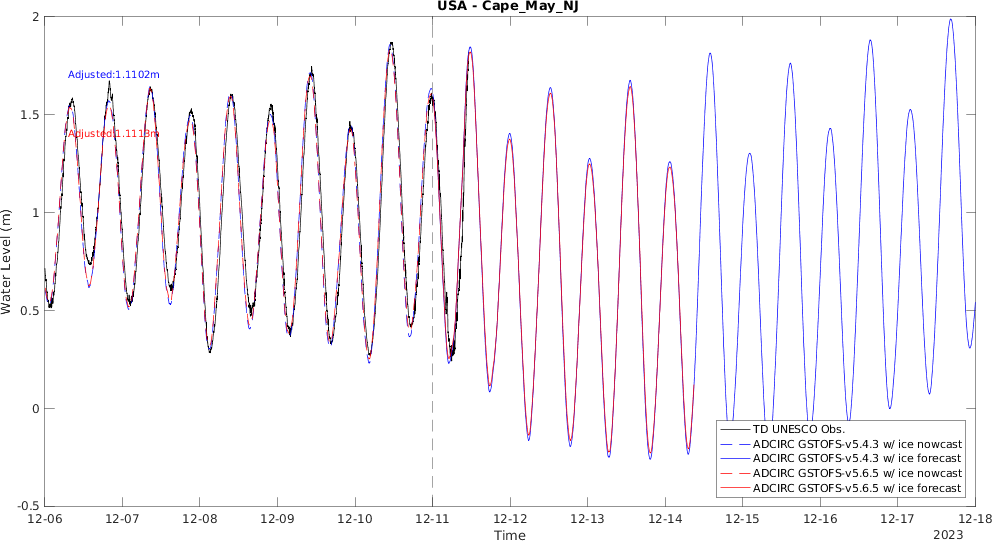 USA - Cape_May_NJ
2
Adjusted:1.1102m
1.5
Adjusted:1.1113m
1
Water Level (m)
0.5
0
TD UNESCO Obs.
ADCIRC GSTOFS-v5.4.3 w/ ice nowcast
ADCIRC GSTOFS-v5.4.3 w/ ice forecast
ADCIRC GSTOFS-v5.6.5 w/ ice nowcast
ADCIRC GSTOFS-v5.6.5 w/ ice forecast
-0.5
12-06 12-07 12-08 12-09 12-10 12-11 12-12 12-13 12-14 12-15 12-16 12-17 12-18
Time
2023